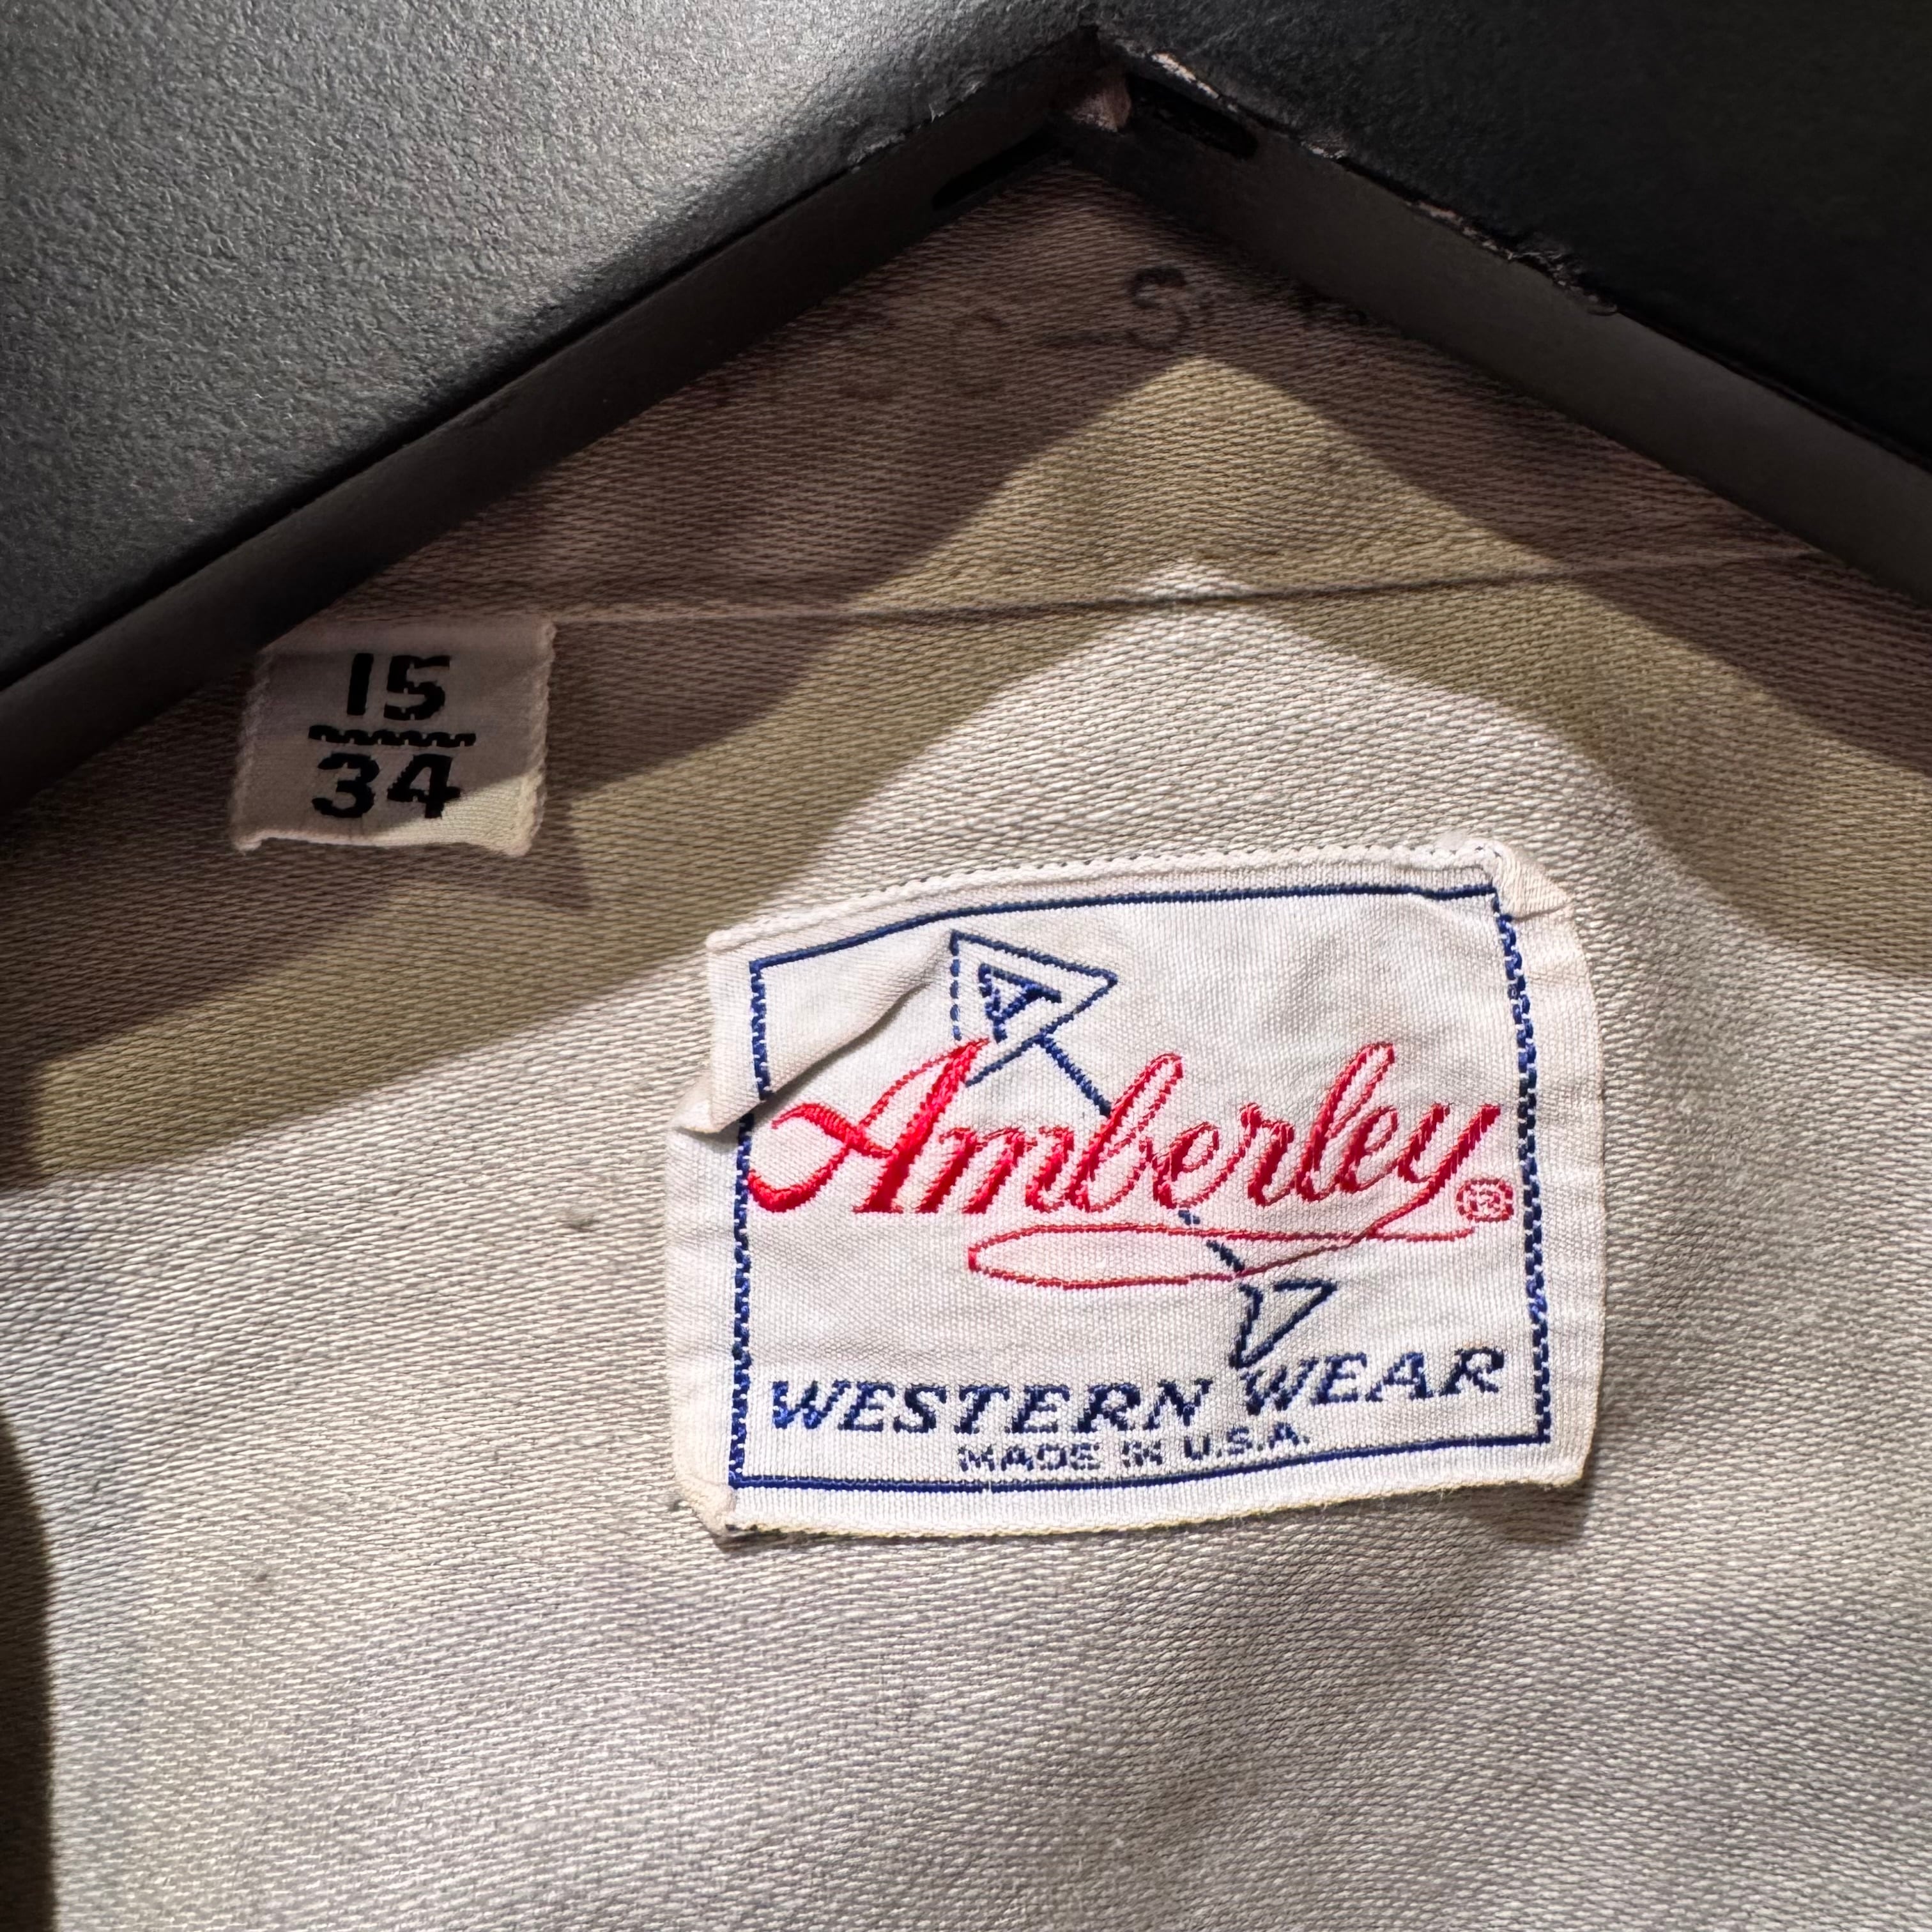 15
34
A
Amberley®
WESTERN WEAR
MADE IN U.S.A.